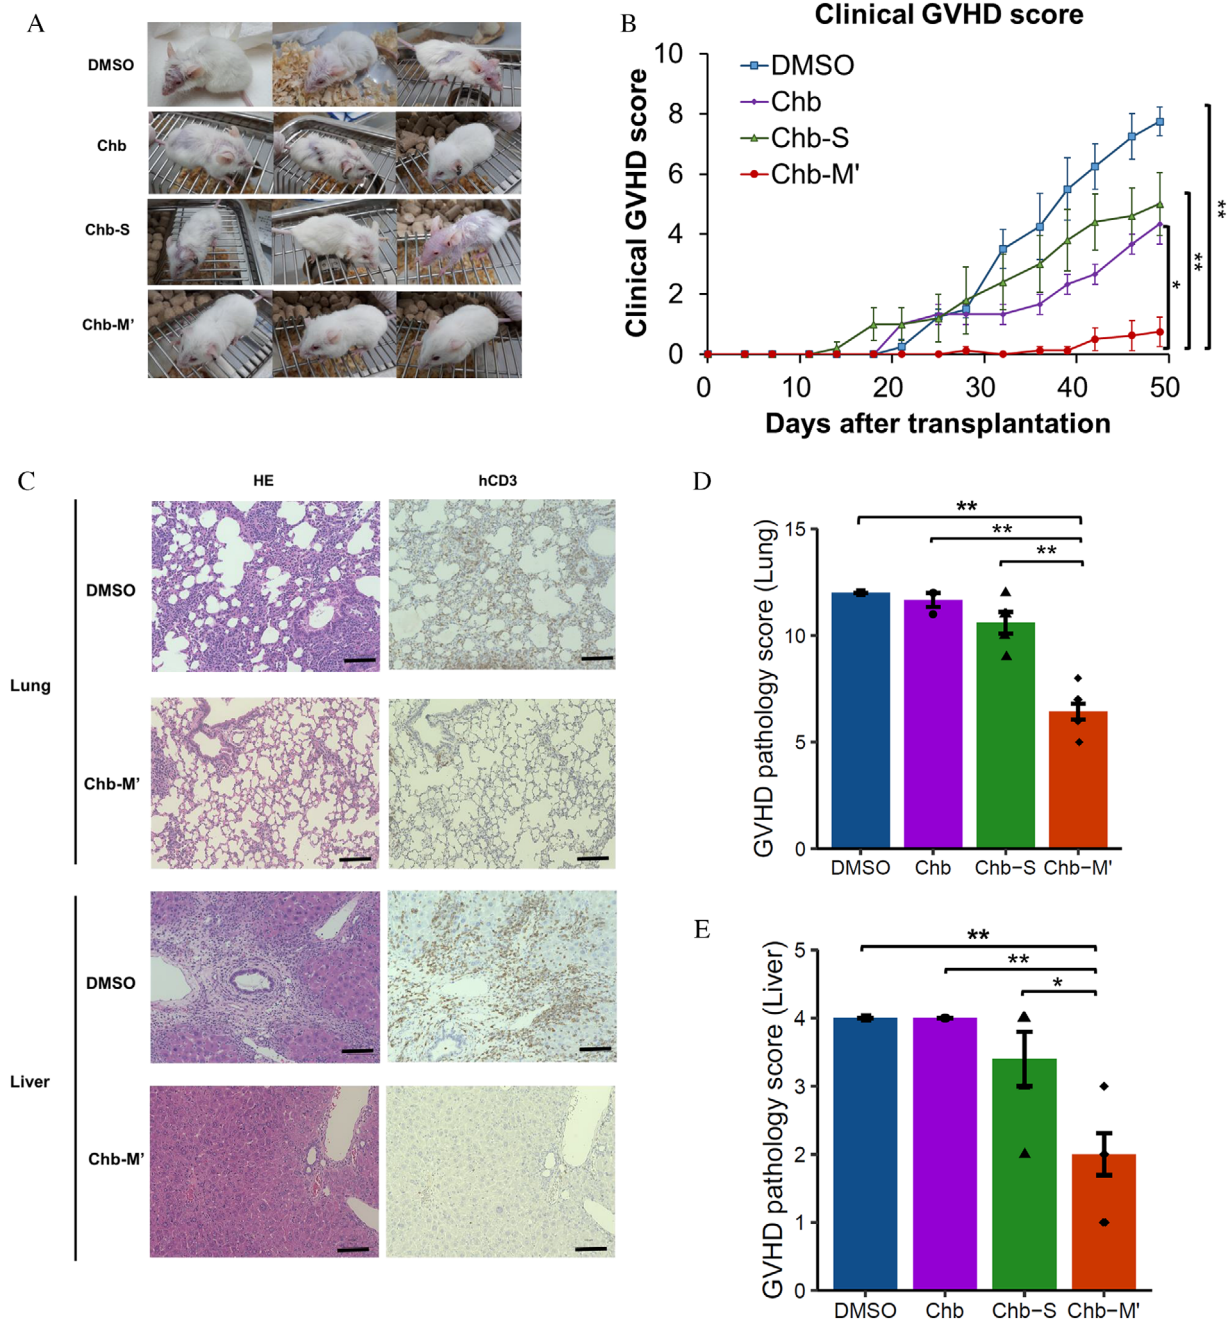 A
DMSO
Chb
Chb-S
Chb-M’
B
Clinical GVHD score
Clinical GVHD score
10
8
6
4
2
0
DMSO
Chb
Chb-S
Chb-M'
*
**
**
0 10 20 30 40 50
Days after transplantation
C
HE hCD3
DMSO
Lung
Chb-M’
DMSO
Liver
Chb-M’
D
GVHD pathology score (Lung)
15
10
5
0
**
**
**
DMSO Chb Chb−S Chb−M'
E
GVHD pathology score (Liver)
5
4
3
2
1
0
**
**
*
DMSO Chb Chb−S Chb−M'